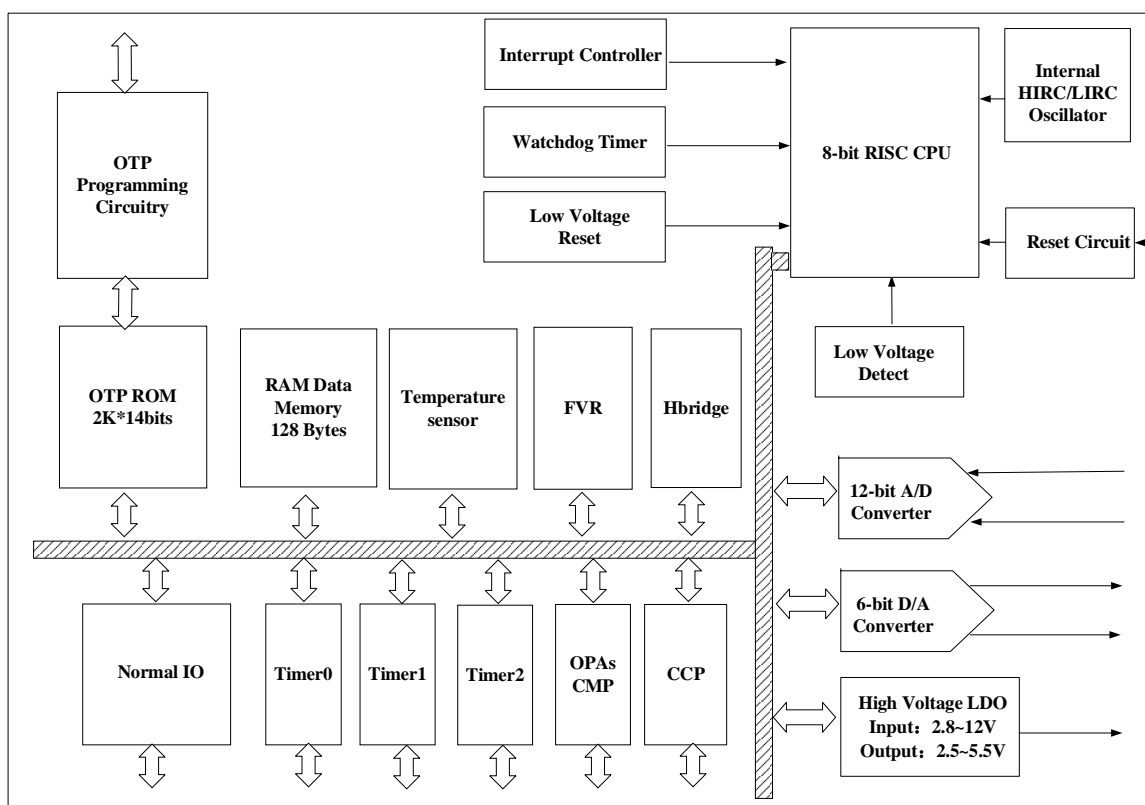 Interrupt Controller
Internal
HIRC/LIRC
Oscillator
OTP
Programming
Circuitry
Watchdog Timer
8-bit RISC CPU
Low Voltage
Reset
Reset Circuit
Low Voltage
Detect
OTP ROM
2K*14bits
RAM Data
Memory
128 Bytes
Temperature
sensor
FVR
Hbridge
12-bit A/D
Converter
6-bit D/A
Converter
Normal IO
Timer0
Timer1
Timer2
OPAs
CMP
CCP
High Voltage LDO
Input：2.8~12V
Output：2.5~5.5V